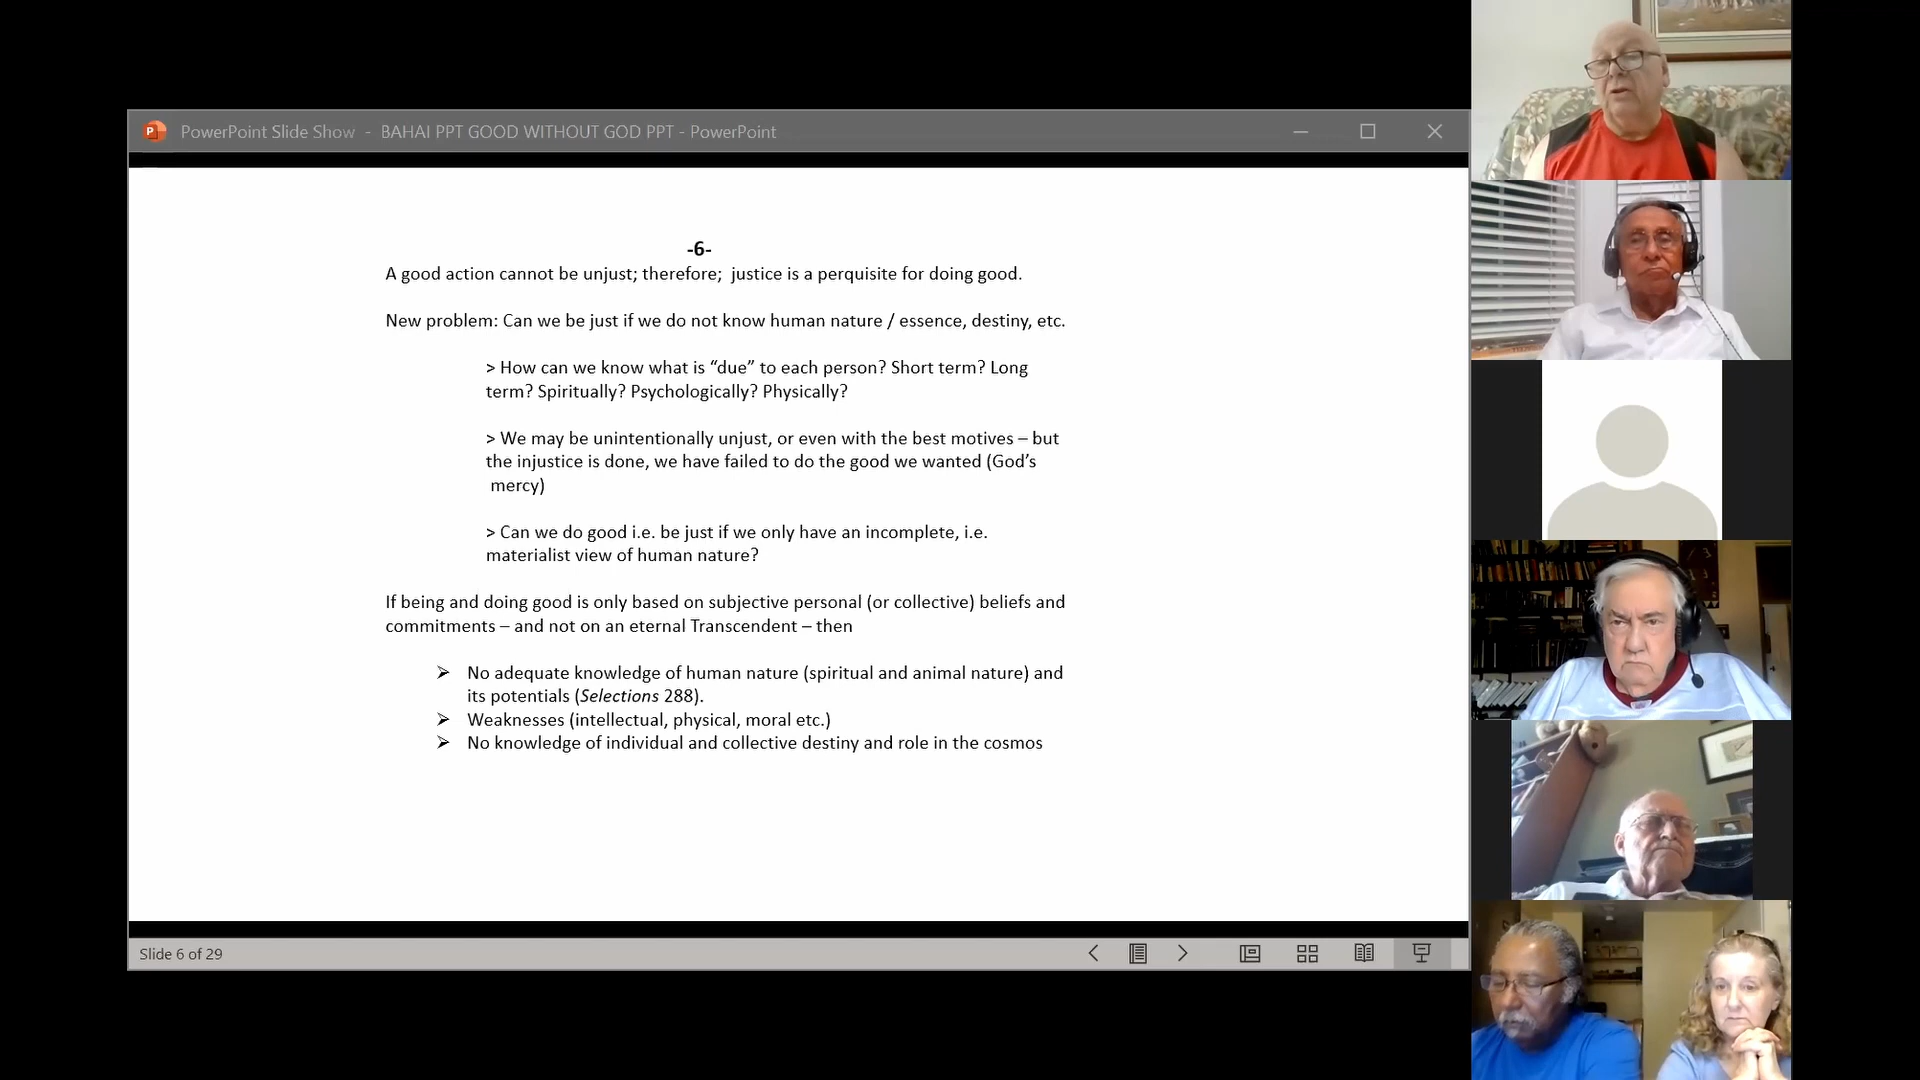 PowerPoint Slide Show - BAHAI PPT GOOD WITHOUT GOD PPT - PowerPoint
-6-
A good action cannot be unjust; therefore; justice is a perquisite for doing good.
New problem: Can we be just if we do not know human nature / essence, destiny, etc.
> How can we know what is “due” to each person? Short term? Long
term? Spiritually? Psychologically? Physically?
> We may be unintentionally unjust, or even with the best motives – but
the injustice is done, we have failed to do the good we wanted (God’s
mercy)
> Can we do good i.e. be just if we only have an incomplete, i.e.
materialist view of human nature?
If being and doing good is only based on subjective personal (or collective) beliefs and
commitments – and not on an eternal Transcendent – then
➢ No adequate knowledge of human nature (spiritual and animal nature) and
its potentials (Selections 288).
➢ Weaknesses (intellectual, physical, moral etc.)
➢ No knowledge of individual and collective destiny and role in the cosmos
Slide 6 of 29